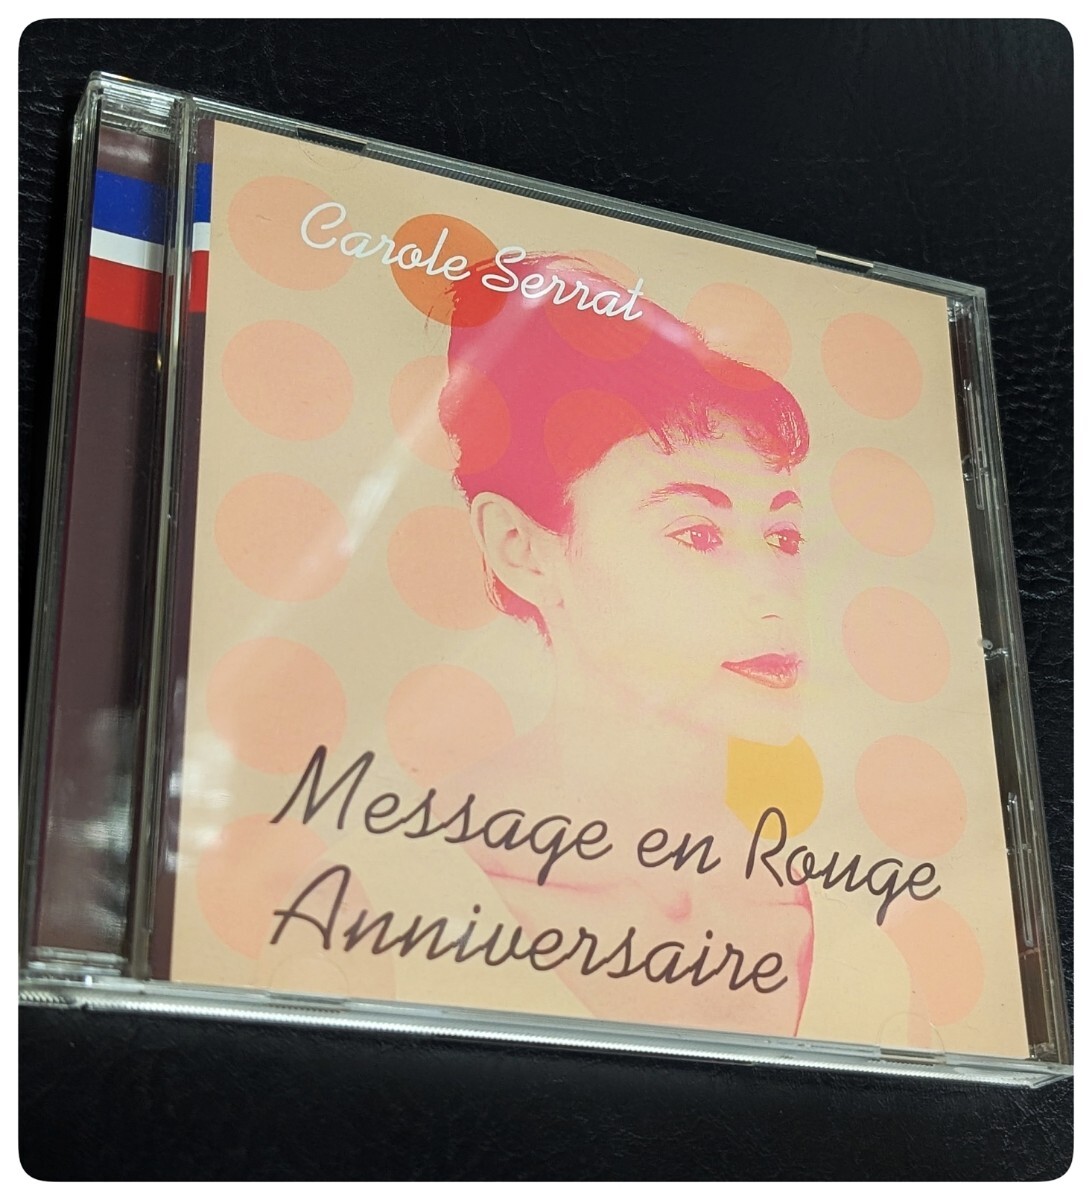 Carole Serrat
Message en Rouge
Anniversaire